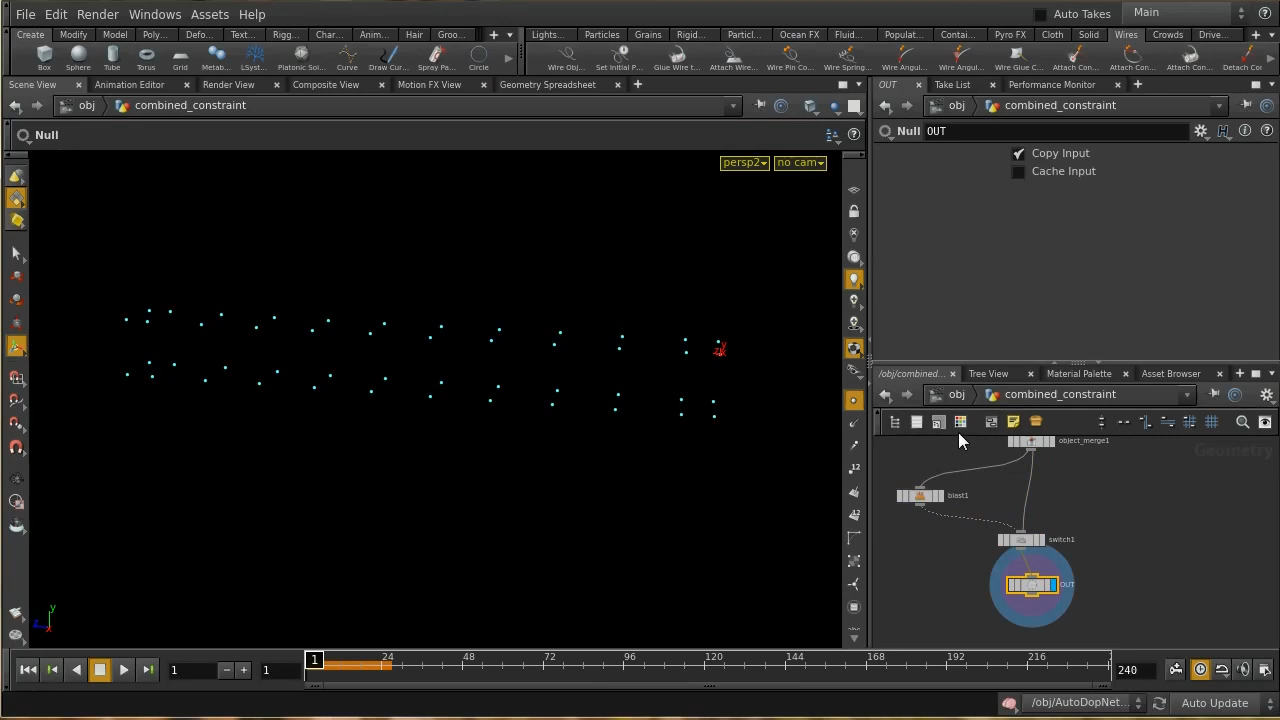 File Edit Render Windows Assets Help Auto Takes Main
Create Modify Model Poly... Defo... Text... Rigg... Char... Anim... Hair Groo... Lights... Particles Grains Rigid... Particl... Ocean FX Fluid... Populat... Contai... Pyro FX Cloth Solid Wires Crowds Drive...
Box Sphere Tube Torus Grid Metab... LSyst... Platonic Sol... Curve Draw Cur... Spray Pa... Circle Wire Obj... Set Initial P... Glue Wire t... Attach Wire... Wire Pin Co... Wire Spring... Wire Angul... Wire Glue C... Attach Con... Wire Angul... Attach Con... Detach Co
Scene View Animation Editor Render View Composite View Motion FX View Geometry Spreadsheet OUT Take List Performance Monitor
obj combined_constraint obj combined_constraint
Null Null OUT
Copy Input
Cache Input
persp2 no cam
/obj/combined... Tree View Material Palette Asset Browser
obj combined_constraint
object_merge1
Geometry
blast1
switch1
OUT
12
12
y
z x
1 1 1 24 48 72 96 120 144 168 192 216 240
/obj/AutoDopNet... Auto Update